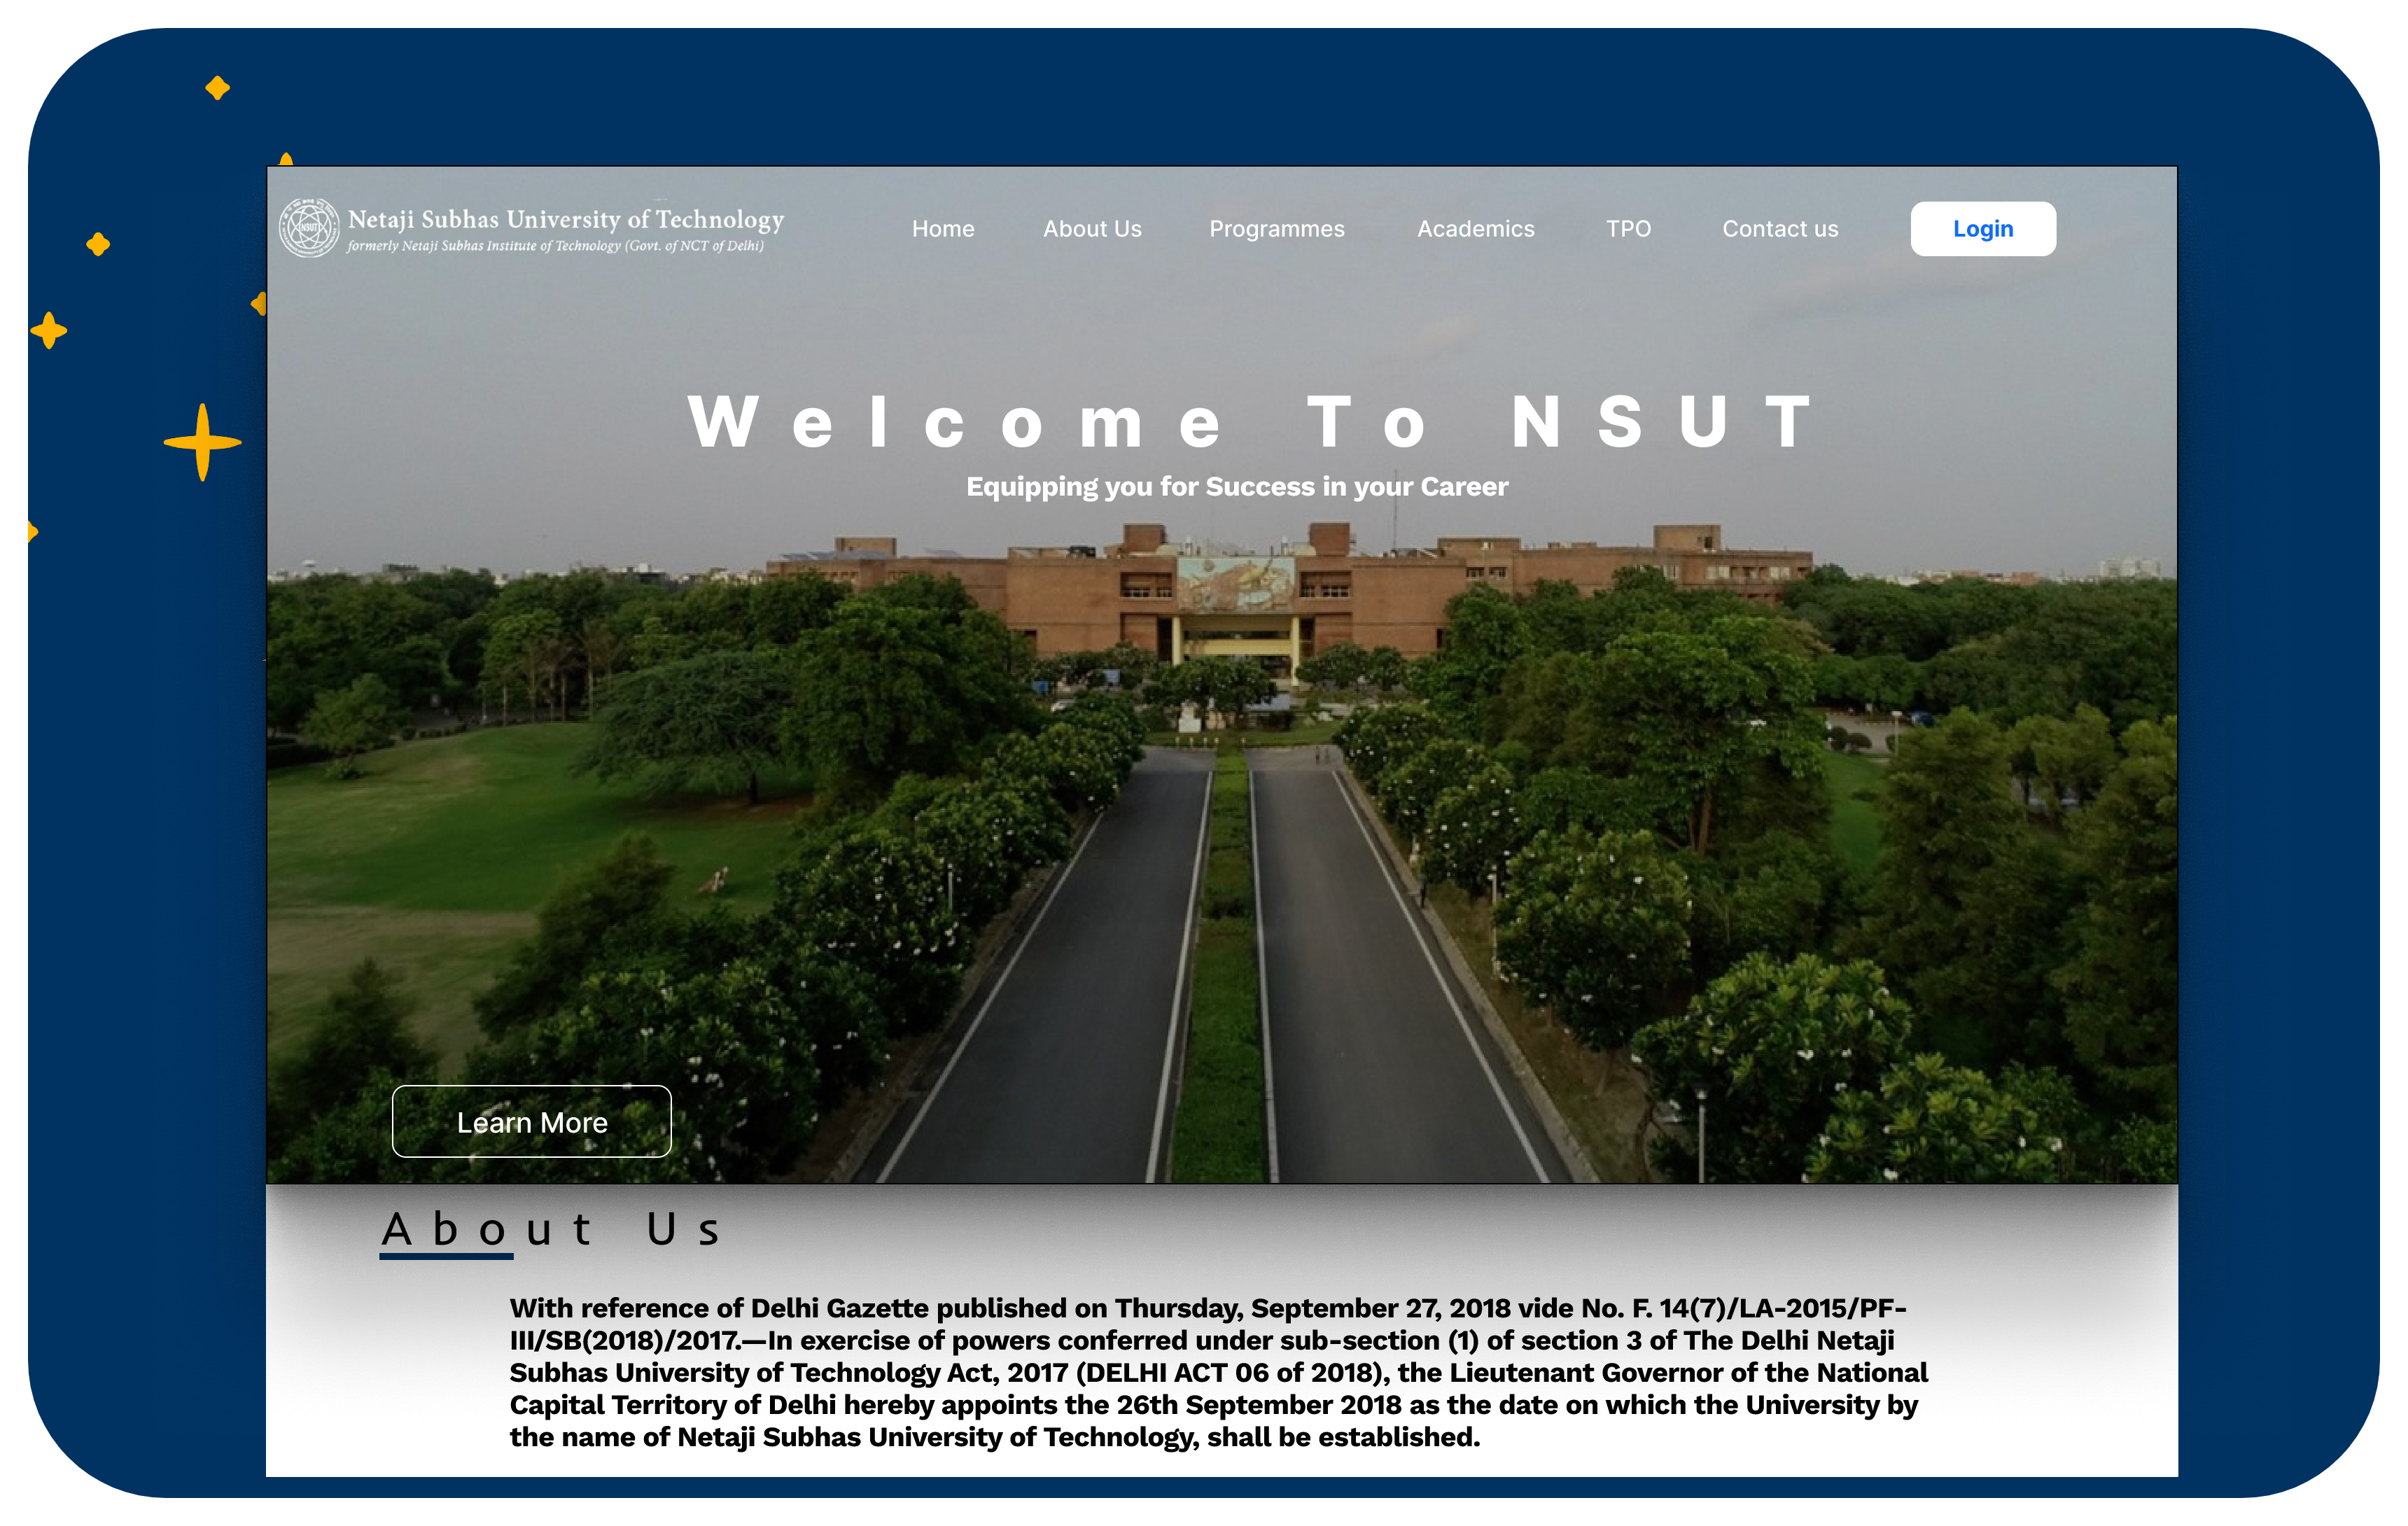 Netaji Subhas University of Technology
formerly Netaji Subhas Institute of Technology (Govt. of NCT of Delhi)
NSUT
Home About Us Programmes Academics TPO Contact us Login
Welcome To NSUT
Equipping you for Success in your Career
Learn More
About Us
With reference of Delhi Gazette published on Thursday, September 27, 2018 vide No. F. 14(7)/LA-2015/PF-
III/SB(2018)/2017.—In exercise of powers conferred under sub-section (1) of section 3 of The Delhi Netaji
Subhas University of Technology Act, 2017 (DELHI ACT 06 of 2018), the Lieutenant Governor of the National
Capital Territory of Delhi hereby appoints the 26th September 2018 as the date on which the University by
the name of Netaji Subhas University of Technology, shall be established.